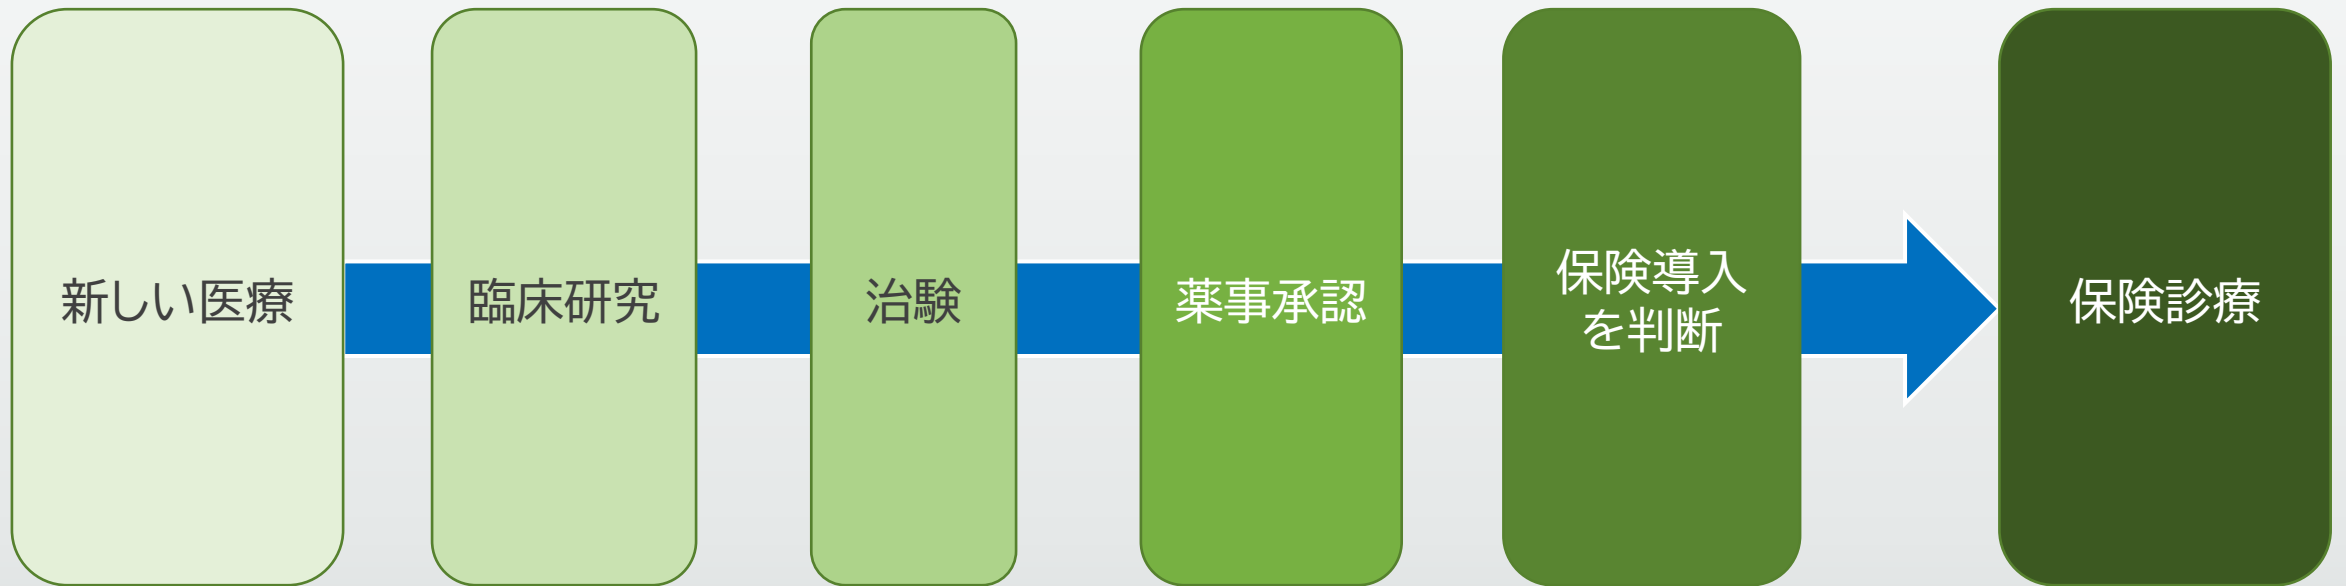 新しい医療
臨床研究
治験
薬事承認
保険導入
を判断
保険診療